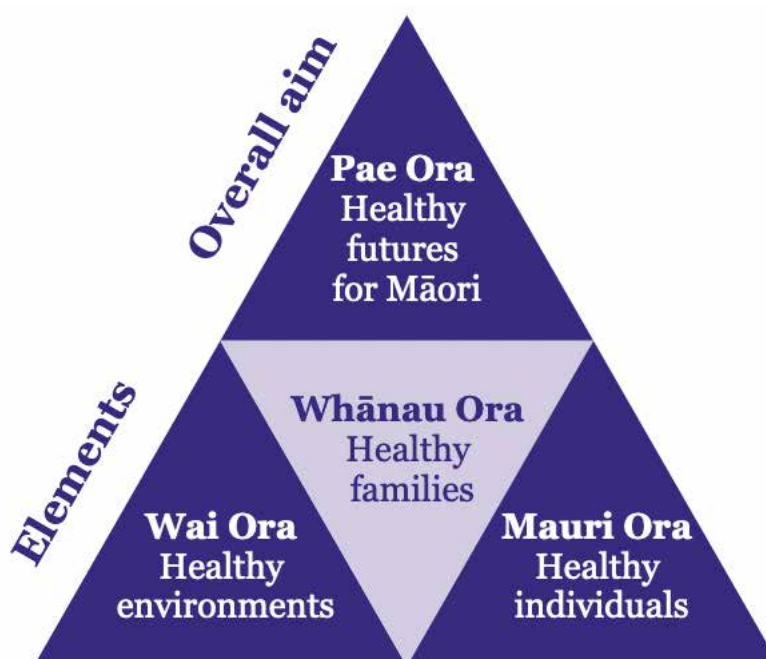 Overall aim
Pae Ora
Healthy
futures
for Māori
Elements
Whānau Ora
Healthy
families
Wai Ora
Healthy
environments
Mauri Ora
Healthy
individuals